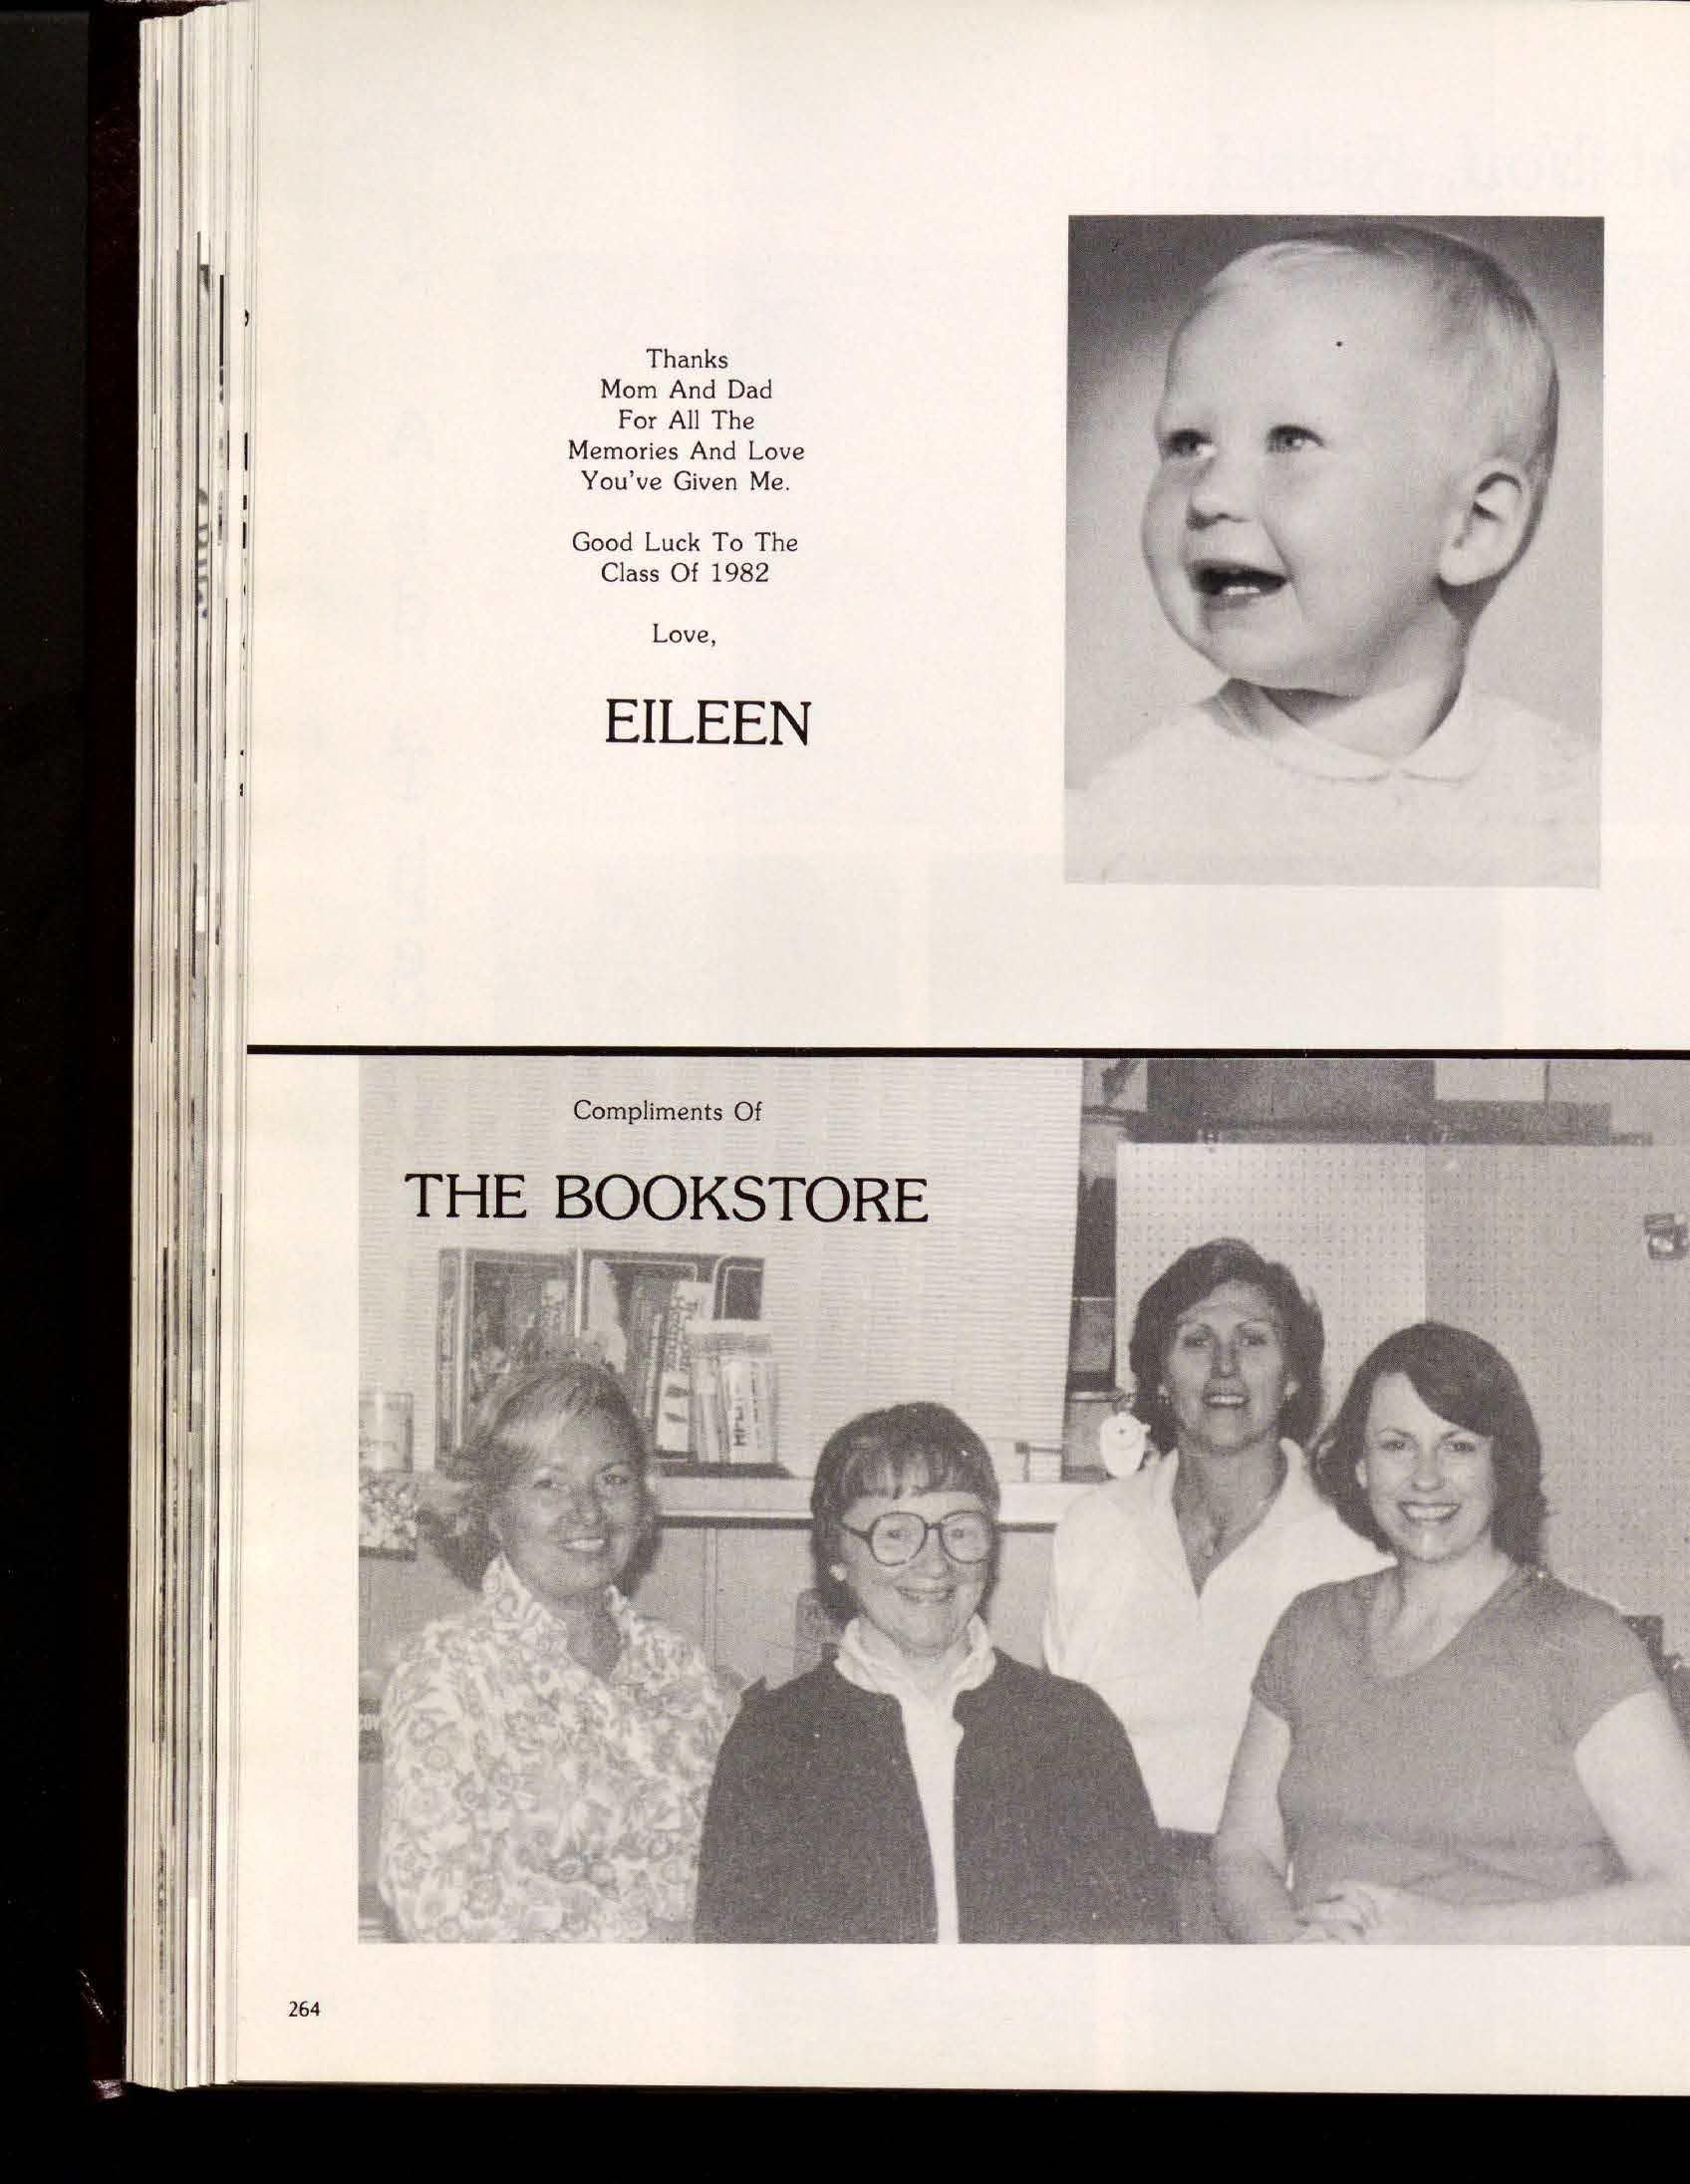 Thanks
Mom And Dad
For All The
Memories And Love
You've Given Me.
Good Luck To The
Class Of 1982
Love,
EILEEN
Compliments Of
THE BOOKSTORE
264